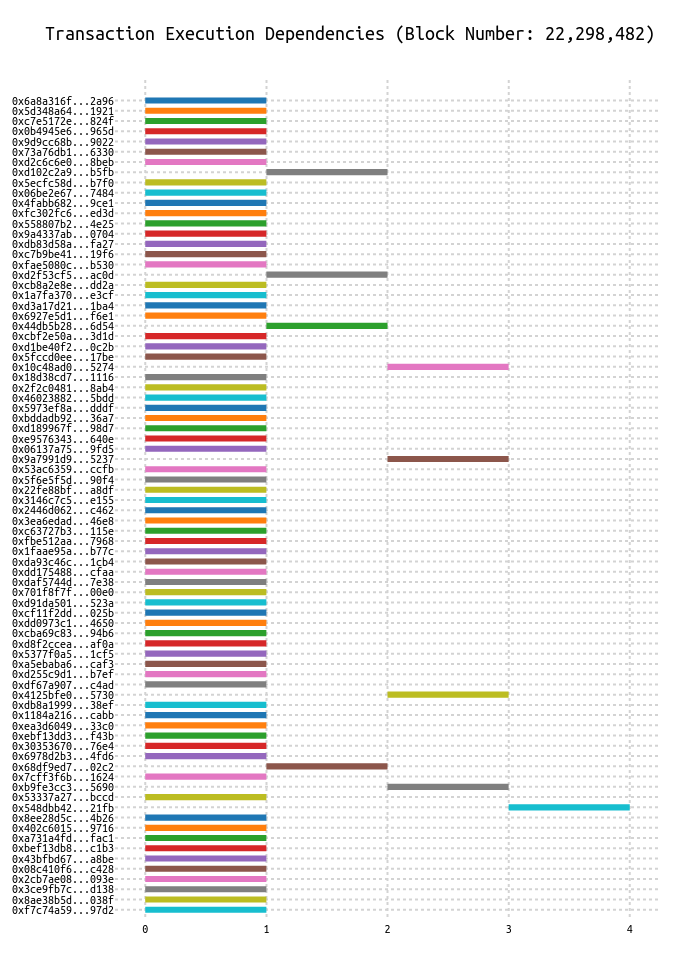 Transaction Execution Dependencies (Block Number: 22,298,482)
0x6a8a316f...2a96
0x5d348a64...1921
0xc7e5172e...824f
0x0b4945e6...965d
0x9d9cc68b...9022
0x73a76db1...6330
0xd2c6c6e0...8beb
0xd102c2a9...b5fb
0x5ecfc58d...b7f0
0x06be2e67...7484
0x4fabb682...9ce1
0xfc302fc6...ed3d
0x558807b2...4e25
0x9a4337ab...0704
0xdb83d58a...fa27
0xc7b9be41...19f6
0xfae5080c...b530
0xd2f53cf5...ac0d
0xcb8a2e8e...dd2a
0x1a7fa370...e3cf
0xd3a17d21...1ba4
0x6927e5d1...f6e1
0x44db5b28...6d54
0xcbf2e50a...3d1d
0xd1be40f2...0c2b
0x5fccd0ee...17be
0x10c48ad0...5274
0x18d38cd7...1116
0x2f2c0481...8ab4
0x46023882...5bdd
0x5973ef8a...dddf
0xbddadb92...36a7
0xd189967f...98d7
0xe9576343...640e
0x06137a75...9fd5
0x9a7991d9...5237
0x53ac6359...ccfb
0x5f6e5f5d...90f4
0x22fe88bf...a8df
0x3146c7c5...e155
0x2446d062...c462
0x3ea6edad...46e8
0xc63727b3...115e
0xfbe512aa...7968
0x1faae95a...b77c
0xda93c46c...1cb4
0xdd175488...cfaa
0xdaf5744d...7e38
0x701f8f7f...00e0
0xd91da501...523a
0xcf11f2dd...025b
0xdd0973c1...4650
0xcba69c83...94b6
0xd8f2ccea...af0a
0x5377f0a5...1cf5
0xa5ebaba6...caf3
0xd255c9d1...b7ef
0xdf67a907...c4ad
0x4125bfe0...5730
0xdb8a1999...38ef
0x1184a216...cabb
0xea3d6049...33c0
0xebf13dd3...f43b
0x30353670...76e4
0x6978d2b3...4fd6
0x68df9ed7...02c2
0x7cff3f6b...1624
0xb9fe3cc3...5690
0x53337a27...bccd
0x548dbb42...21fb
0x8ee28d5c...4b26
0x402c6015...9716
0xa731a4fd...fac1
0xbef13db8...c1b3
0x43bfbd67...a8be
0x08c410f6...c428
0x2cb7ae08...093e
0x3ce9fb7c...d138
0x8ae38b5d...038f
0xf7c74a59...97d2
0 1 2 3 4